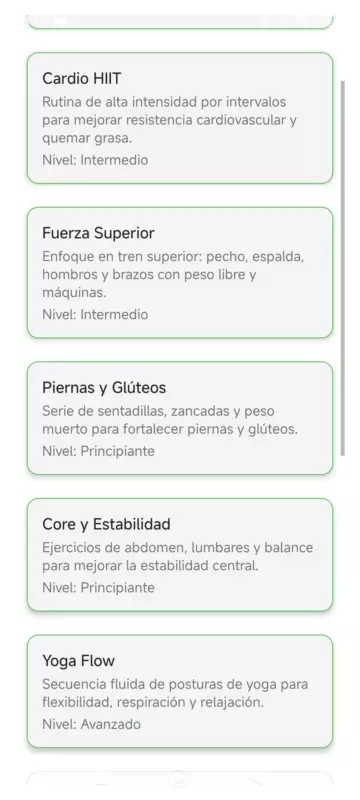 Cardio HIIT
Rutina de alta intensidad por intervalos
para mejorar resistencia cardiovascular y
quemar grasa.
Nivel: Intermedio
Fuerza Superior
Enfoque en tren superior: pecho, espalda,
hombros y brazos con peso libre y
máquinas.
Nivel: Intermedio
Piernas y Glúteos
Serie de sentadillas, zancadas y peso
muerto para fortalecer piernas y glúteos.
Nivel: Principiante
Core y Estabilidad
Ejercicios de abdomen, lumbares y balance
para mejorar la estabilidad central.
Nivel: Principiante
Yoga Flow
Secuencia fluida de posturas de yoga para
flexibilidad, respiración y relajación.
Nivel: Avanzado